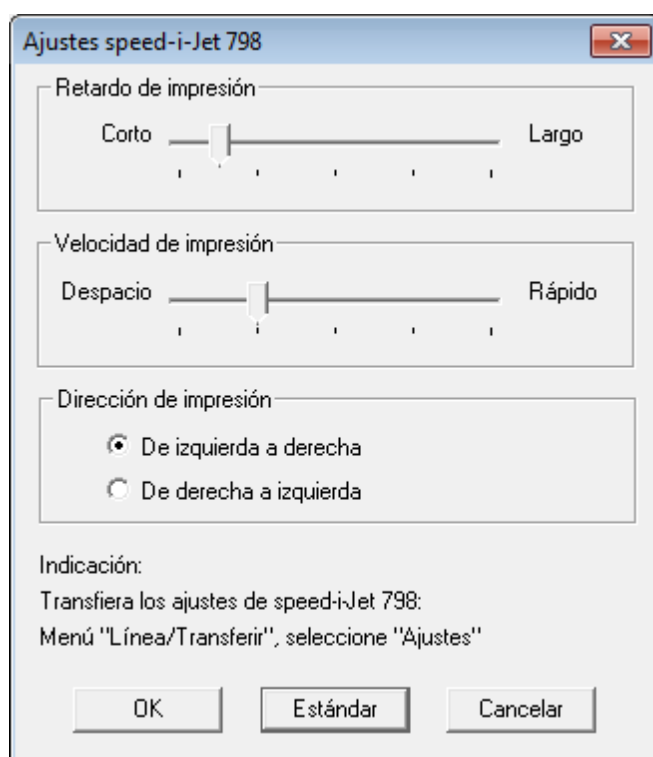 Ajustes speed-i-Jet 798
Retardo de impresión
Corto Largo
Velocidad de impresión
Despacio Rápido
Dirección de impresión
De izquierda a derecha
De derecha a izquierda
Indicación:
Transfiera los ajustes de speed-i-Jet 798:
Menú "Línea/Transferir", seleccione "Ajustes"
OK Estándar Cancelar